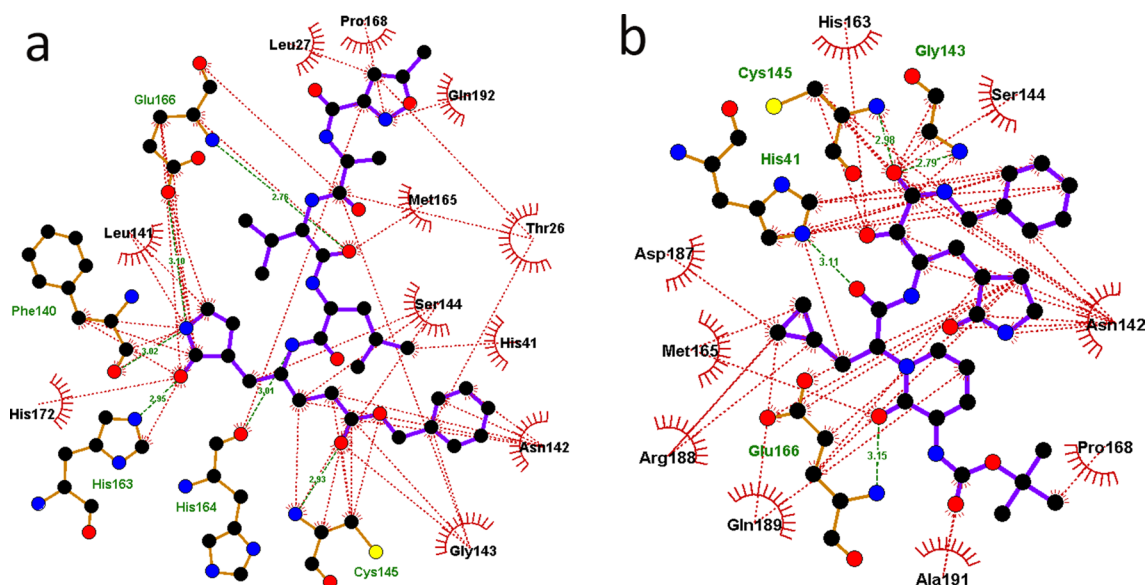 a
Pro168
Leu27
Gln192
Glu166
2.76
Met165
Thr26
Leu141
3.10
Phe140
Ser144
3.02
His41
His172
2.95
3.01
Asn142
His163
His164
2.93
Gly143
Cys145
b
His163
Gly143
Cys145
Ser144
2.98
2.79
His41
3.11
Asp187
Asn142
Met165
Arg188
Glu166
3.15
Pro168
Gln189
Ala191